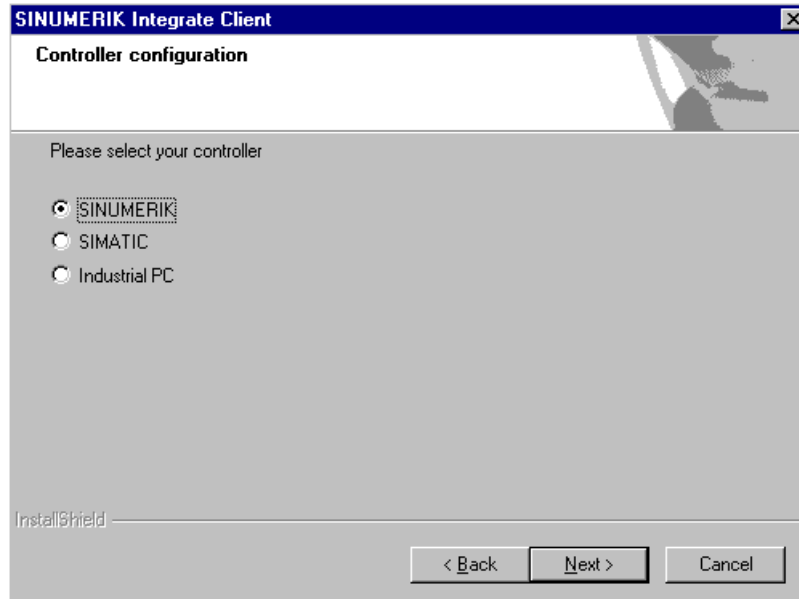 SINUMERIK Integrate Client
Controller configuration
Please select your controller
SINUMERIK
SIMATIC
Industrial PC
InstallShield
< Back Next > Cancel